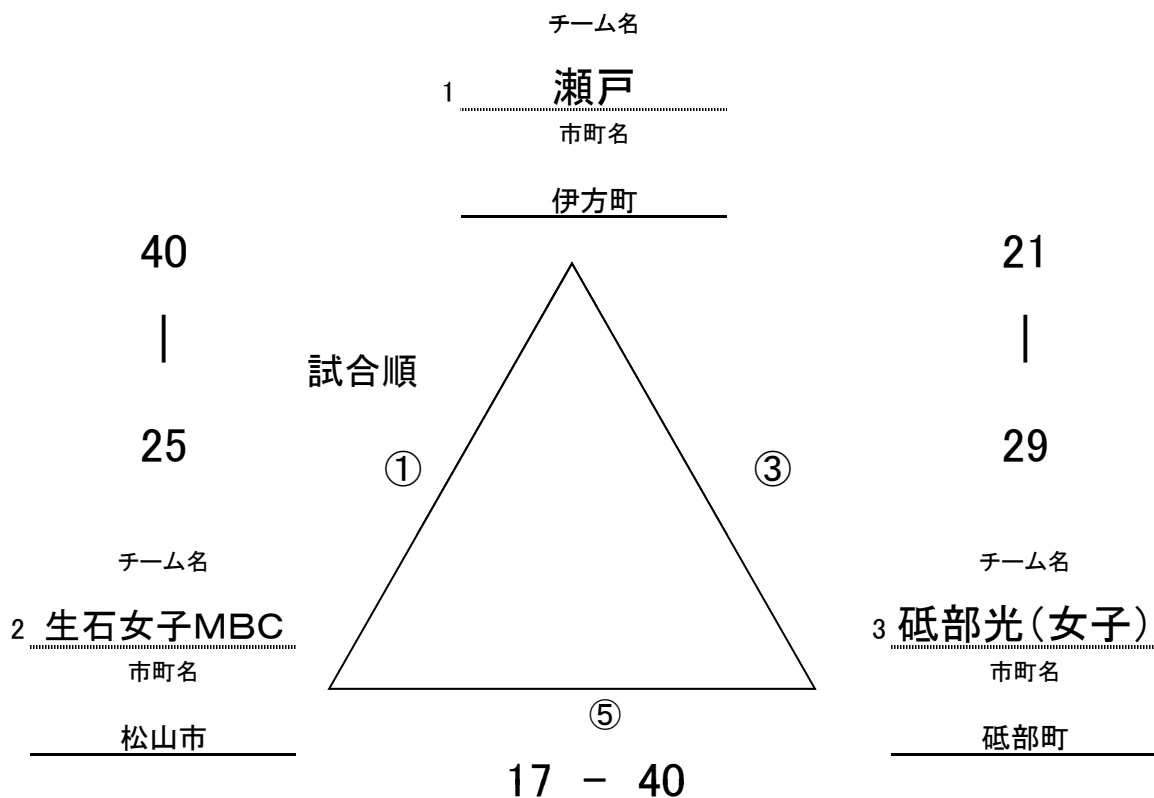 チーム名
1 瀬戸
市町名
伊方町
40
|
25
21
|
29
試合順
①
③
チーム名
2 生石女子MBC
市町名
松山市
チーム名
3 砥部光(女子)
市町名
砥部町
⑤
17 - 40